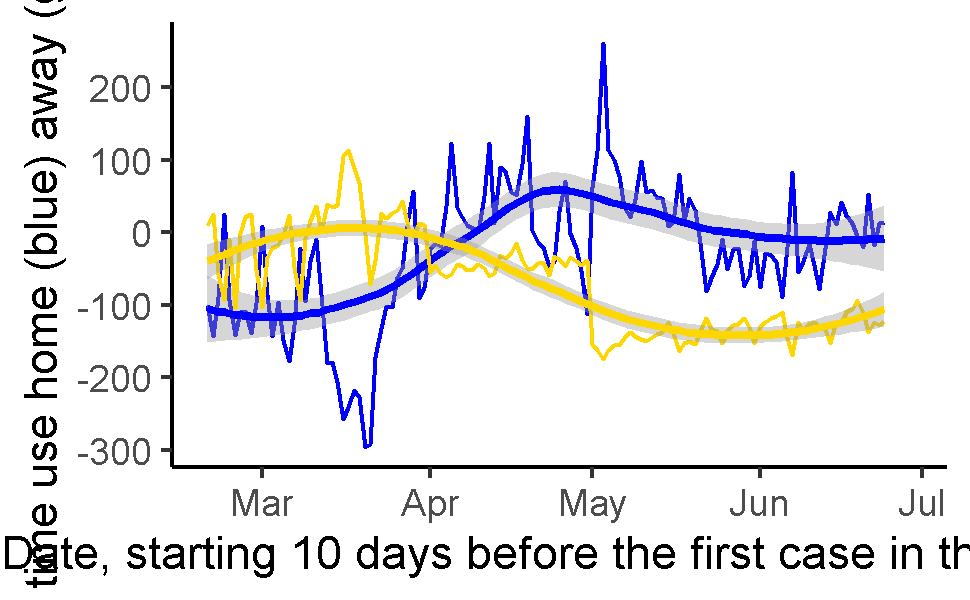 time use home (blue) away (
200
100
0
-100
-200
-300
Mar Apr May Jun Jul
Date, starting 10 days before the first case in th